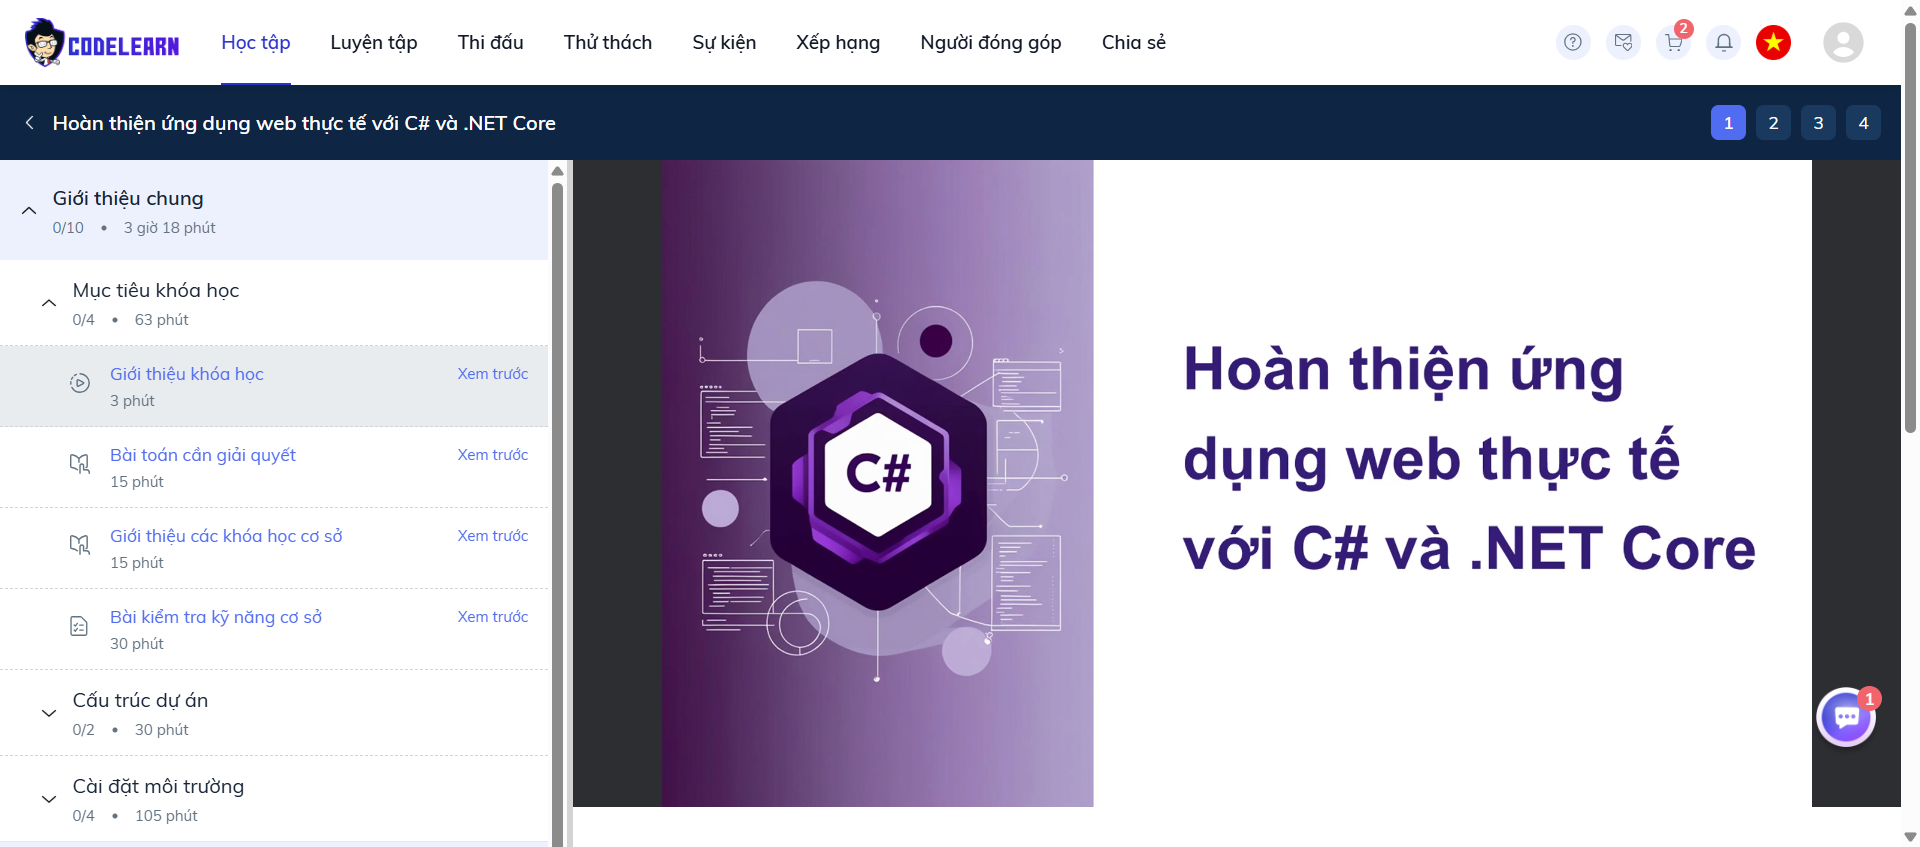 CODELEARN
Học tập
Luyện tập
Thi đấu
Thử thách
Sự kiện
Xếp hạng
Người đóng góp
Chia sẻ
2
Hoàn thiện ứng dụng web thực tế với C# và .NET Core
1
2
3
4
Giới thiệu chung
0/10 • 3 giờ 18 phút
Mục tiêu khóa học
0/4 • 63 phút
Giới thiệu khóa học
Xem trước
3 phút
Bài toán cần giải quyết
Xem trước
15 phút
Giới thiệu các khóa học cơ sở
Xem trước
15 phút
Bài kiểm tra kỹ năng cơ sở
Xem trước
30 phút
Cấu trúc dự án
0/2 • 30 phút
Cài đặt môi trường
0/4 • 105 phút
C#
Hoàn thiện ứng
dụng web thực tế
với C# và .NET Core
1